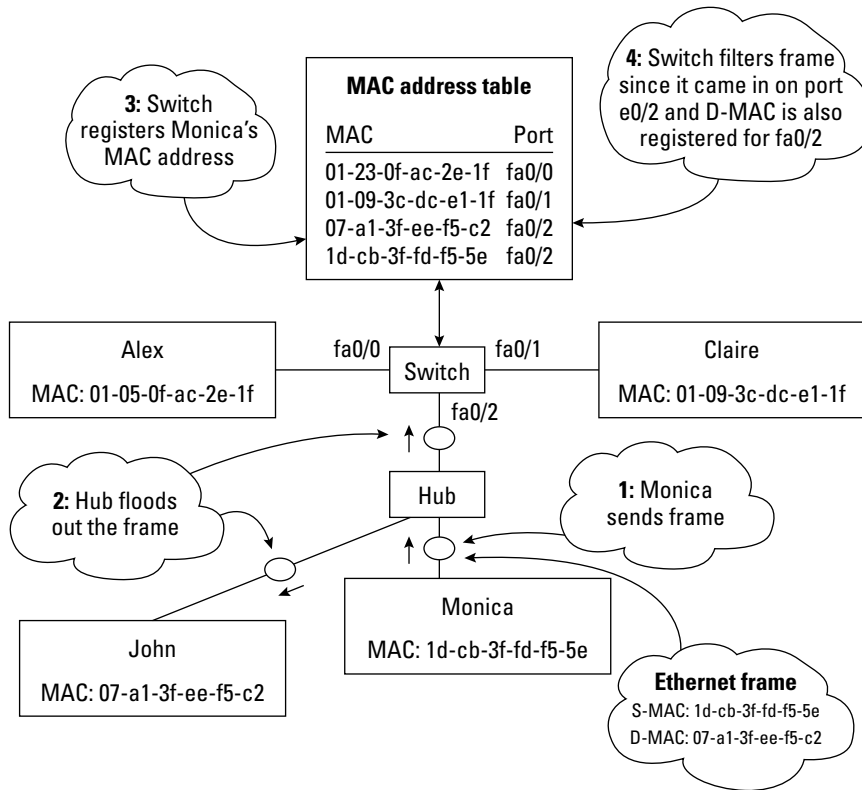 3: Switch
registers Monica's
MAC address
MAC address table
MAC Port
01-23-0f-ac-2e-1f fa0/0
01-09-3c-dc-e1-1f fa0/1
07-a1-3f-ee-f5-c2 fa0/2
1d-cb-3f-fd-f5-5e fa0/2
4: Switch filters frame
since it came in on port
e0/2 and D-MAC is also
registered for fa0/2
Alex
MAC: 01-05-0f-ac-2e-1f
fa0/0
Switch
fa0/1
fa0/2
Claire
MAC: 01-09-3c-dc-e1-1f
2: Hub floods
out the frame
Hub
1: Monica
sends frame
John
MAC: 07-a1-3f-ee-f5-c2
Monica
MAC: 1d-cb-3f-fd-f5-5e
Ethernet frame
S-MAC: 1d-cb-3f-fd-f5-5e
D-MAC: 07-a1-3f-ee-f5-c2